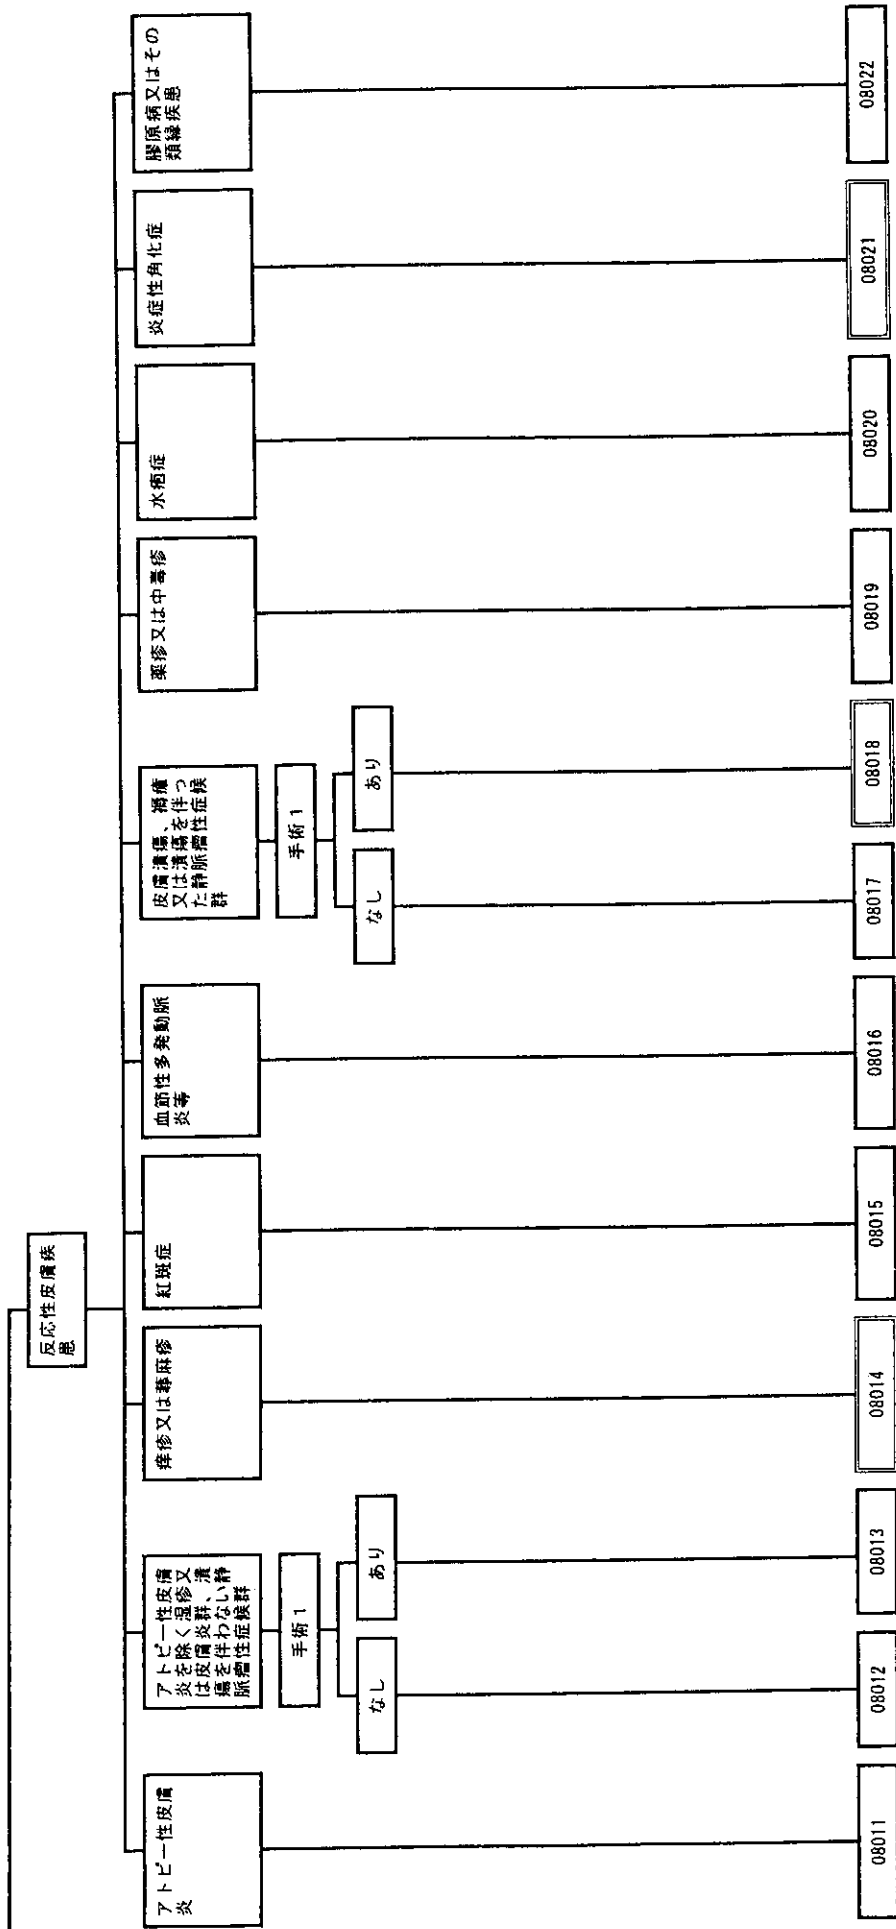 反応性皮膚疾
患
アトピー性皮膚
炎
アトピー性皮膚
炎を除く湿疹又
は皮膚炎群、潰
瘍を伴わない静
脈瘤性症候群
手術1
なし
あり
痒疹又は蕁麻疹
紅斑症
血節性多発動脈
炎等
皮膚潰瘍、褥瘡
又は潰瘍を伴っ
た静脈瘤性症候
群
手術1
なし
あり
薬疹又は中毒疹
水疱症
炎症性角化症
膠原病又はその
類縁疾患
08011
08012
08013
08014
08015
08016
08017
08018
08019
08020
08021
08022